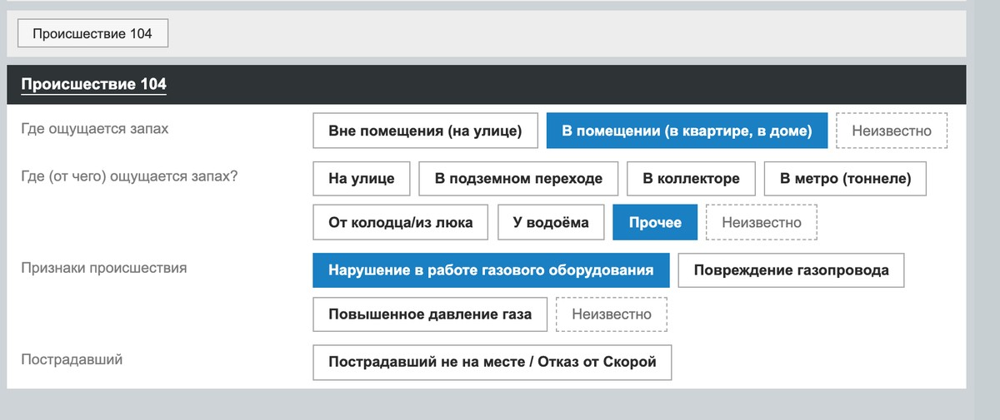 Происшествие 104
Происшествие 104
Где ощущается запах
Вне помещения (на улице) В помещении (в квартире, в доме) Неизвестно
Где (от чего) ощущается запах?
На улице В подземном переходе В коллекторе В метро (тоннеле)
От колодца/из люка У водоёма Прочее Неизвестно
Признаки происшествия
Нарушение в работе газового оборудования Повреждение газопровода
Повышенное давление газа Неизвестно
Пострадавший
Пострадавший не на месте / Отказ от Скорой